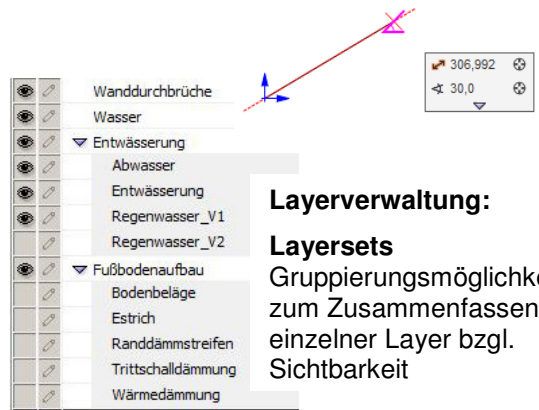 306,992
30,0
Wanddurchbrüche
Wasser
Entwässerung
Abwasser
Entwässerung
Regenwasser_V1
Regenwasser_V2
Fußbodenaufbau
Bodenbeläge
Estrich
Randdämmstreifen
Trittschalldämmung
Wärmedämmung
Layerverwaltung:
Layersets
zum Zusammenfassen
einzelner Layer bzgl.
Sichtbarkeit